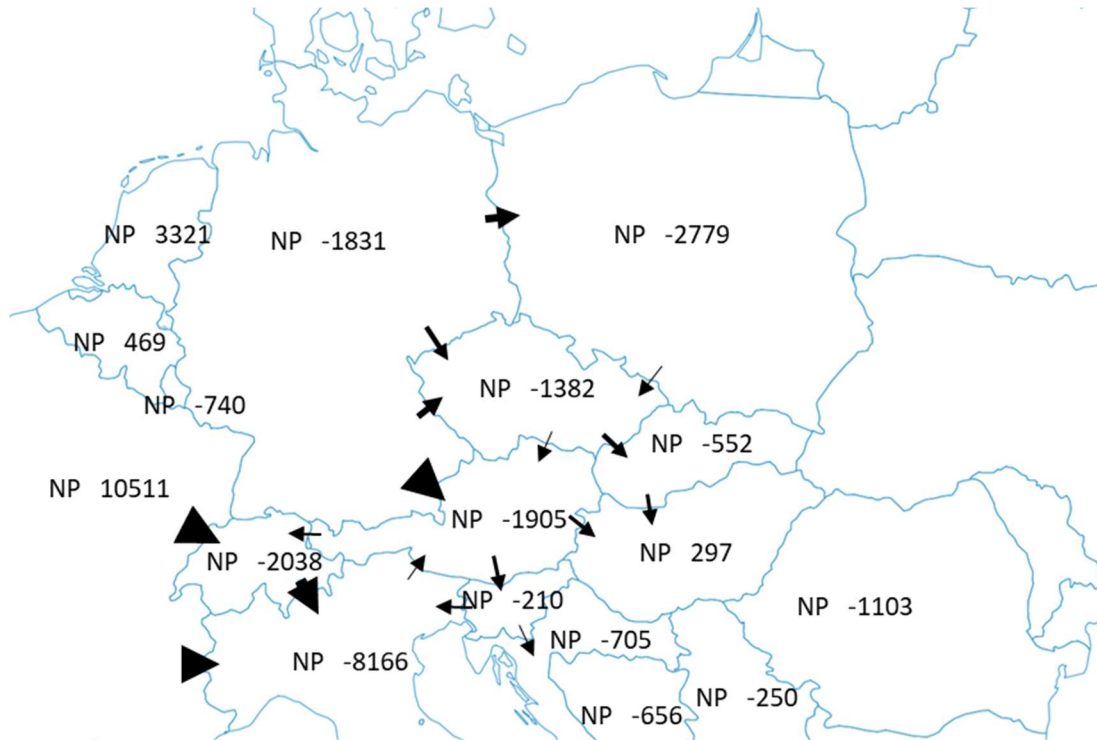 NP 3321
NP -1831
NP -2779
NP 469
NP -1382
NP -740
NP -552
NP 10511
NP -1905
NP -2038
NP 297
NP -210
NP -1103
NP -705
NP -8166
NP -250
NP -656